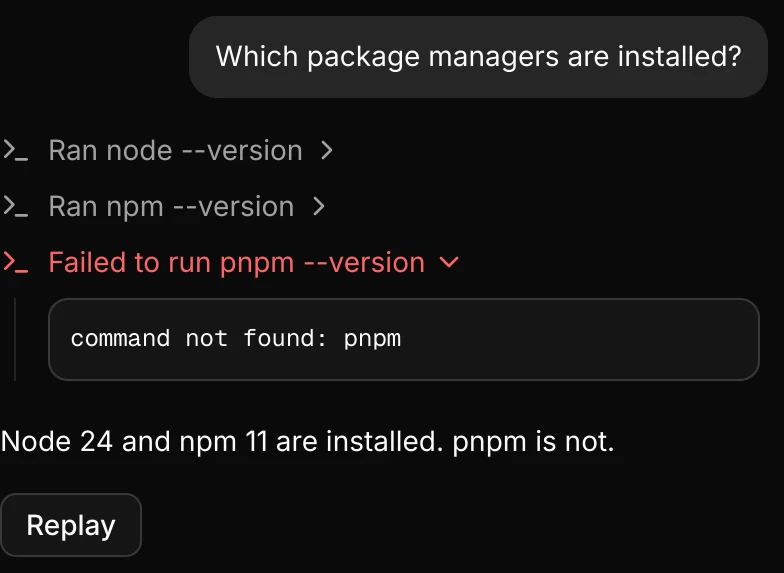 Which package managers are installed?
Ran node --version
Ran npm --version
Failed to run pnpm --version
command not found: pnpm
Node 24 and npm 11 are installed. pnpm is not.
Replay